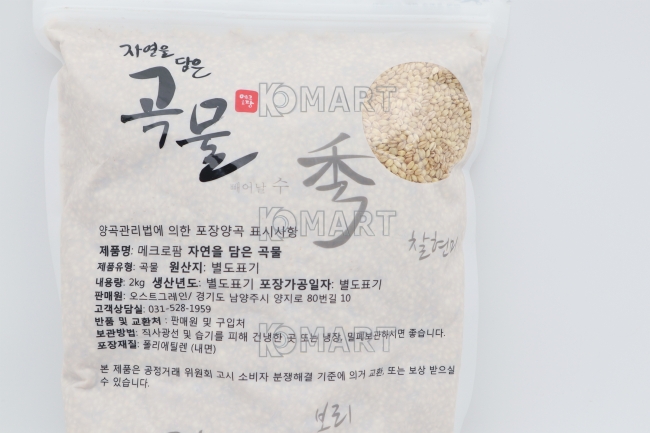 자연을
담은
곡물
KOMART
빼어날 수
秀
KOMART
찰현미
양곡관리법에 의한 포장양곡 표시사항
제품명: 메크로팜 자연을 담은 곡물
제품유형: 곡물 원산지: 별도표기
내용량: 2kg 생산년도: 별도표기 포장가공일자: 별도표기
판매원: 오스트그레인/ 경기도 남양주시 양지로 80번길 10
고객상담실: 031-528-1959
반품 및 교환처 : 판매원 및 구입처
보관방법: 직사광선 및 습기를 피해 건냉한 곳 또는 냉장, 밀폐보관하시면 좋습니다.
포장재질: 폴리에틸렌 (내면)
KOMART
본 제품은 공정거래 위원회 고시 소비자 분쟁해결 기준에 의거 교환, 또는 보상 받으실
수 있습니다.
보리